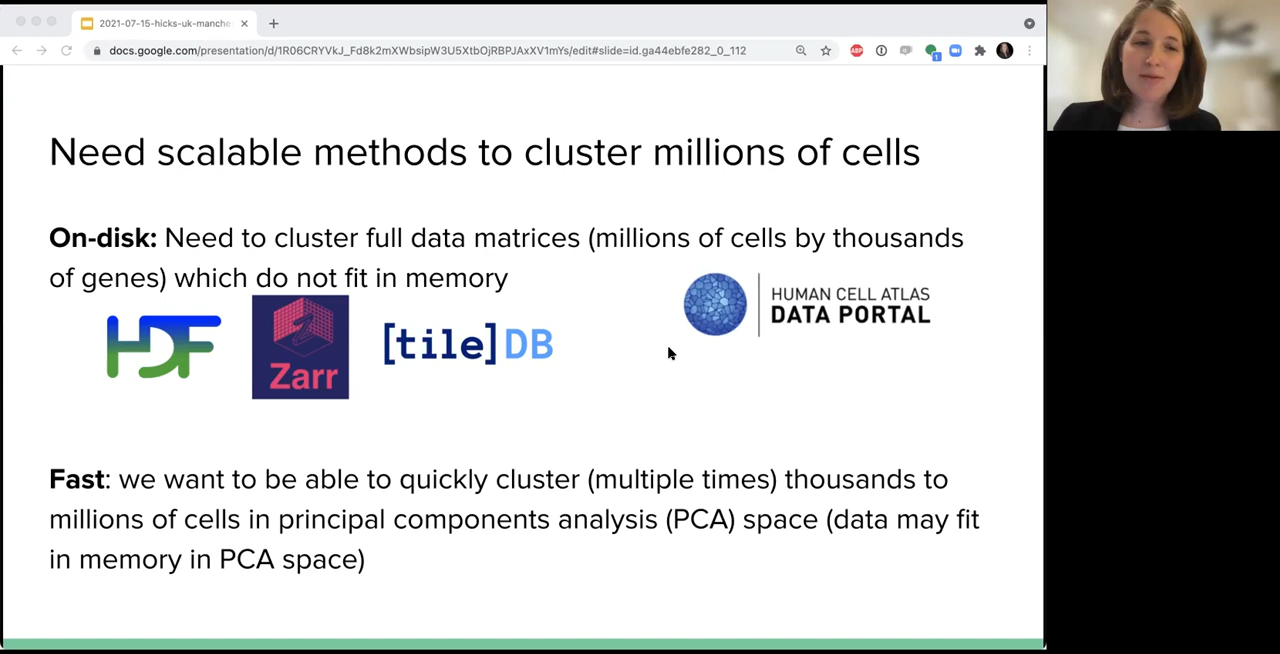 2021-07-15-hicks-uk-manche
docs.google.com/presentation/d/1R06CRYVkJ_Fd8k2mXWbsipW3U5XtbOjRBPJAxXV1mYs/edit#slide=id.ga44ebfe282_0_112
ABP
1
Need scalable methods to cluster millions of cells
On-disk: Need to cluster full data matrices (millions of cells by thousands
of genes) which do not fit in memory
HUMAN CELL ATLAS
DATA PORTAL
HDF
Zarr
[tile]DB
Fast: we want to be able to quickly cluster (multiple times) thousands to
millions of cells in principal components analysis (PCA) space (data may fit
in memory in PCA space)